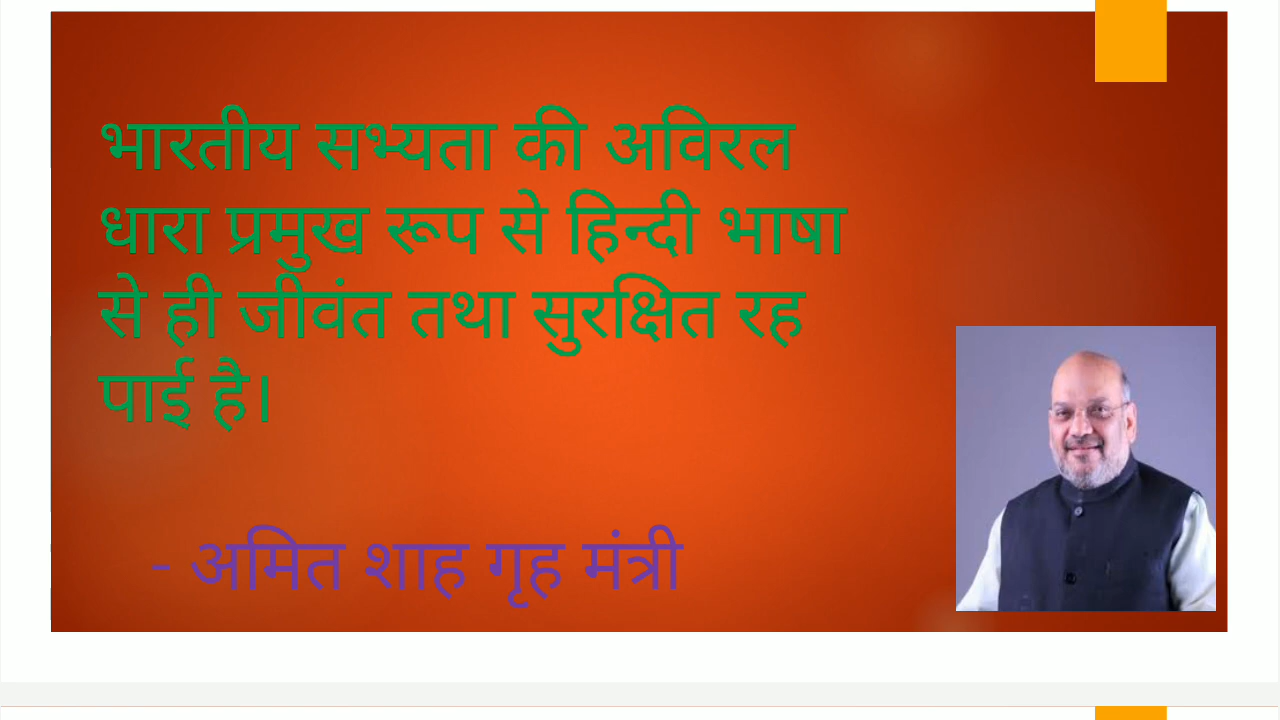 भारतीय सभ्यता की अविरल
धारा प्रमुख रूप से हिन्दी भाषा
से ही जीवंत तथा सुरक्षित रह
पाई है।
- अमित शाह गृह मंत्री